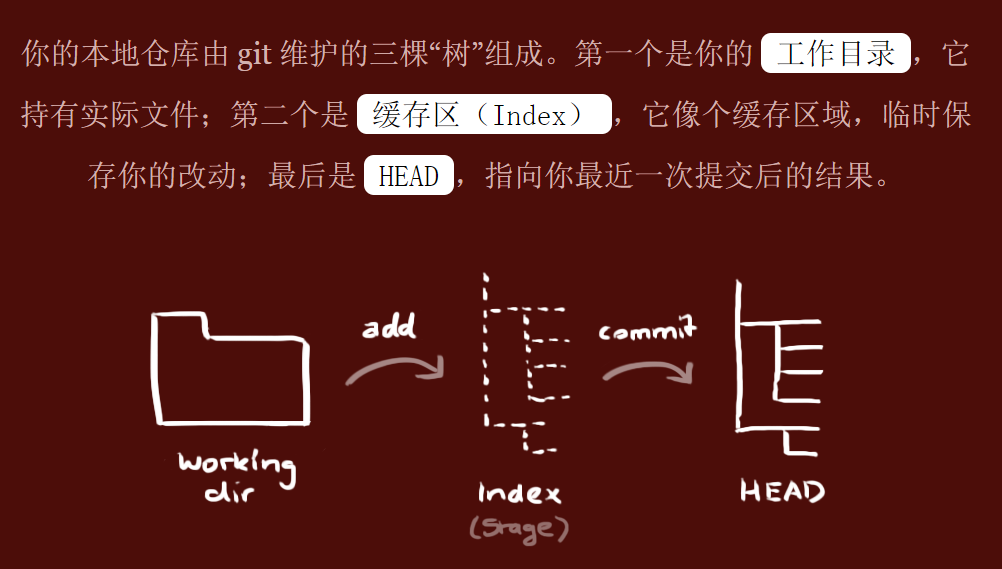 你的本地仓库由 git 维护的三棵“树”组成。第一个是你的 工作目录，它
持有实际文件；第二个是 缓存区（Index），它像个缓存区域，临时保
存你的改动；最后是 HEAD，指向你最近一次提交后的结果。
add
commit
working
dir
Index
(Stage)
HEAD